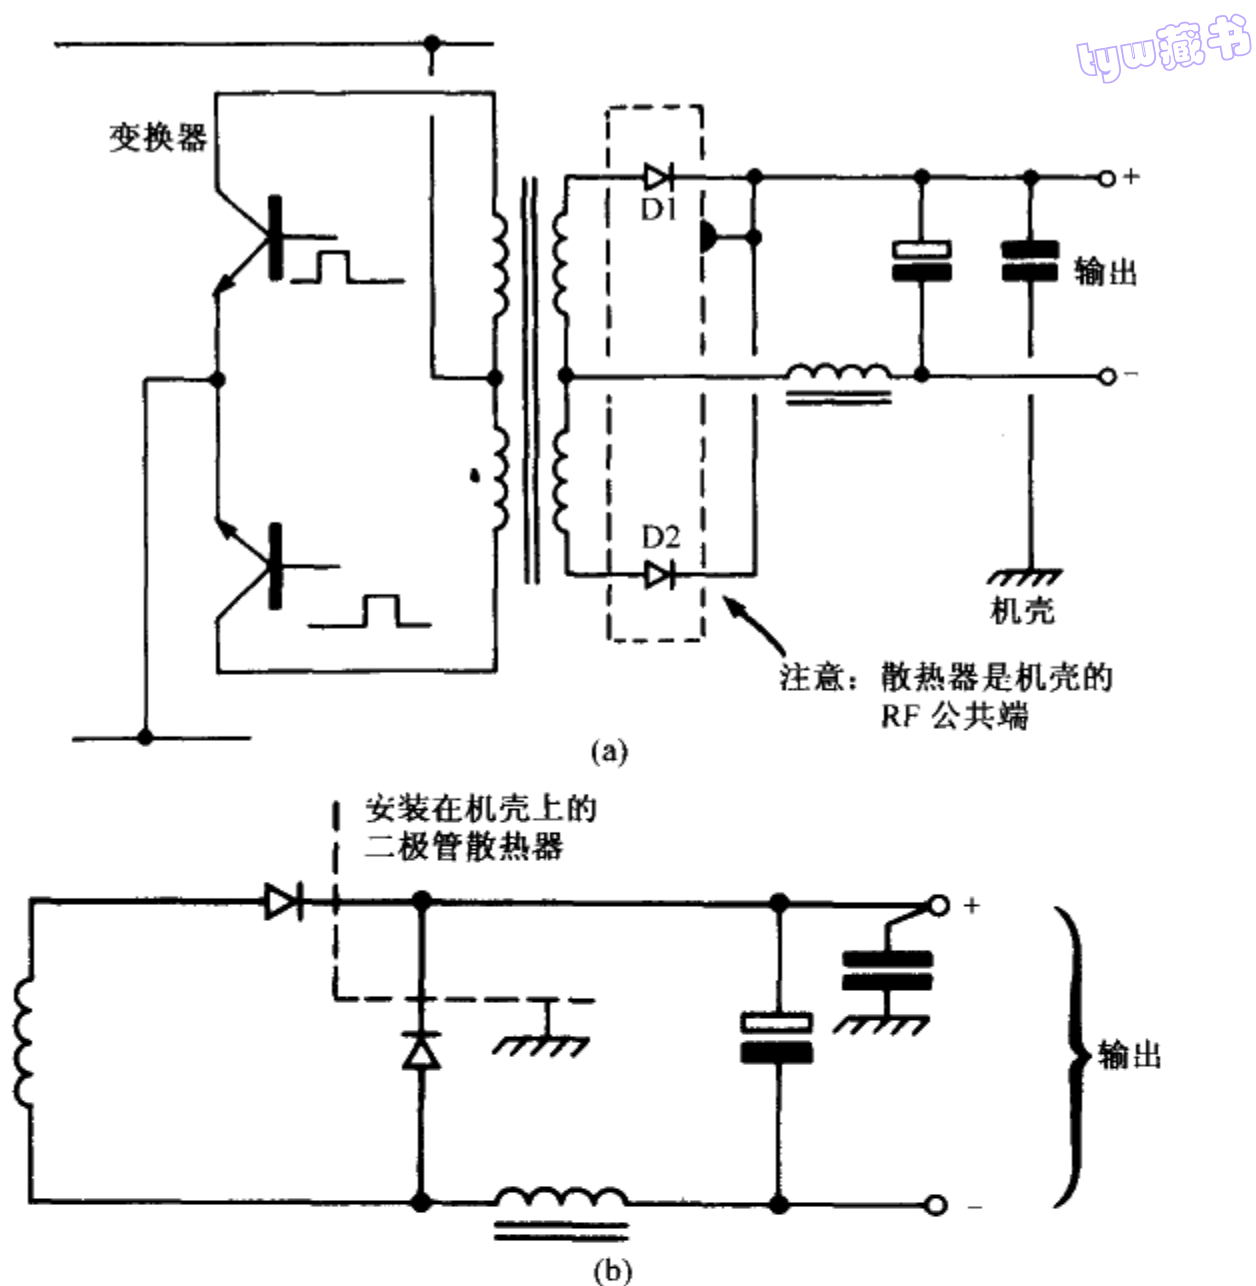 tyw藏书
变换器
D1
+
输出
−
D2
机壳
注意：散热器是机壳的
RF 公共端
(a)
安装在机壳上的
二极管散热器
+
输出
−
(b)